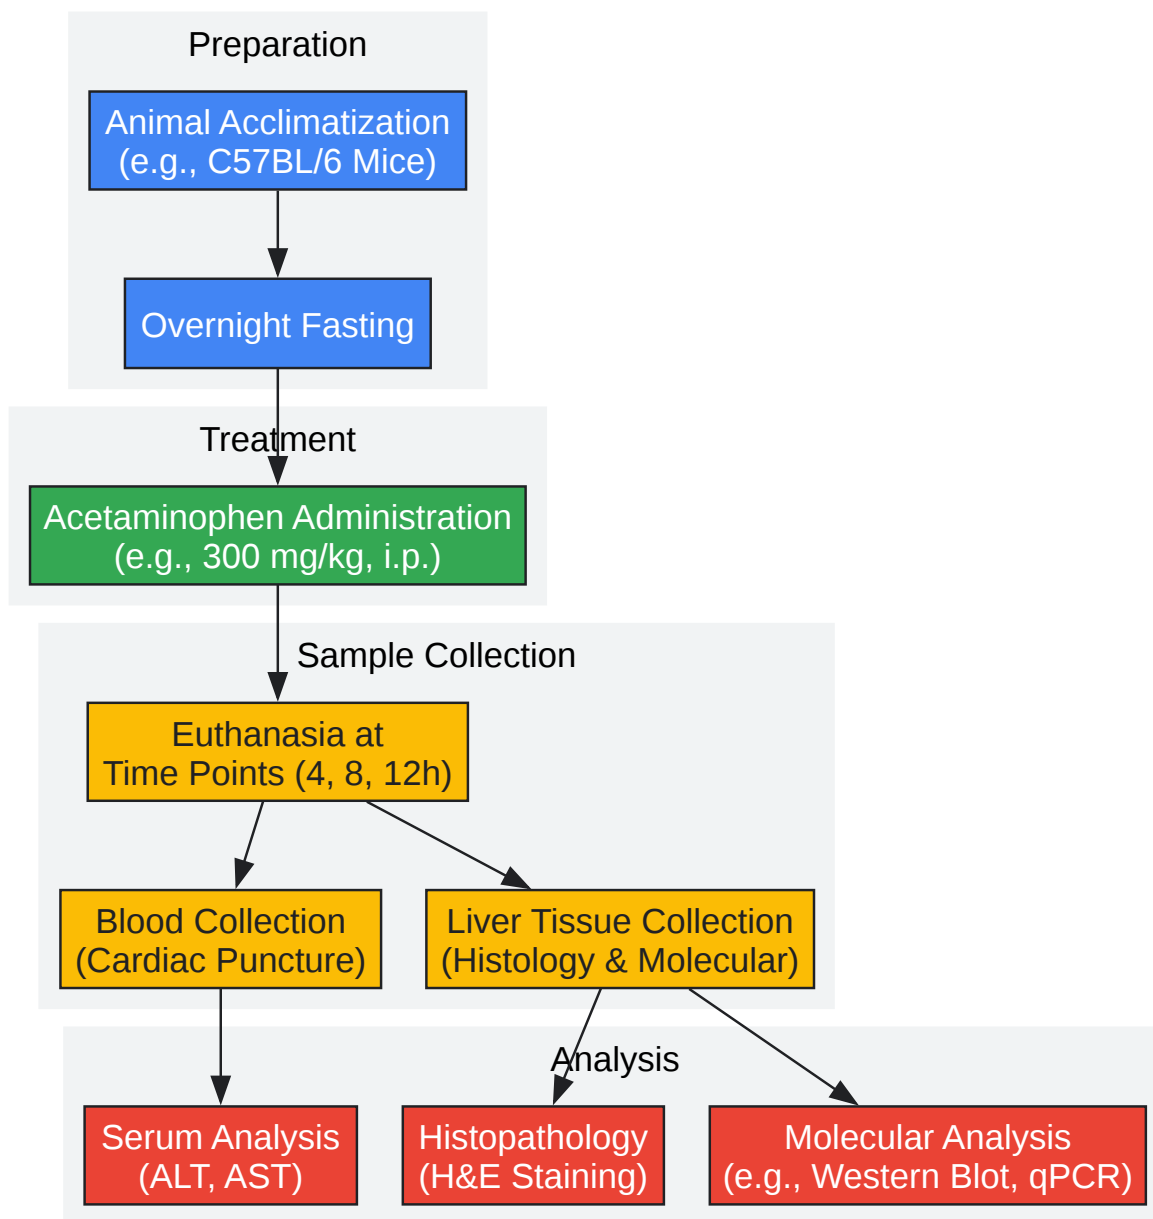 Preparation
Animal Acclimatization
(e.g., C57BL/6 Mice)
Overnight Fasting
Treatment
Acetaminophen Administration
(e.g., 300 mg/kg, i.p.)
Sample Collection
Euthanasia at
Time Points (4, 8, 12h)
Blood Collection
(Cardiac Puncture)
Liver Tissue Collection
(Histology & Molecular)
Analysis
Serum Analysis
(ALT, AST)
Histopathology
(H&E Staining)
Molecular Analysis
(e.g., Western Blot, qPCR)